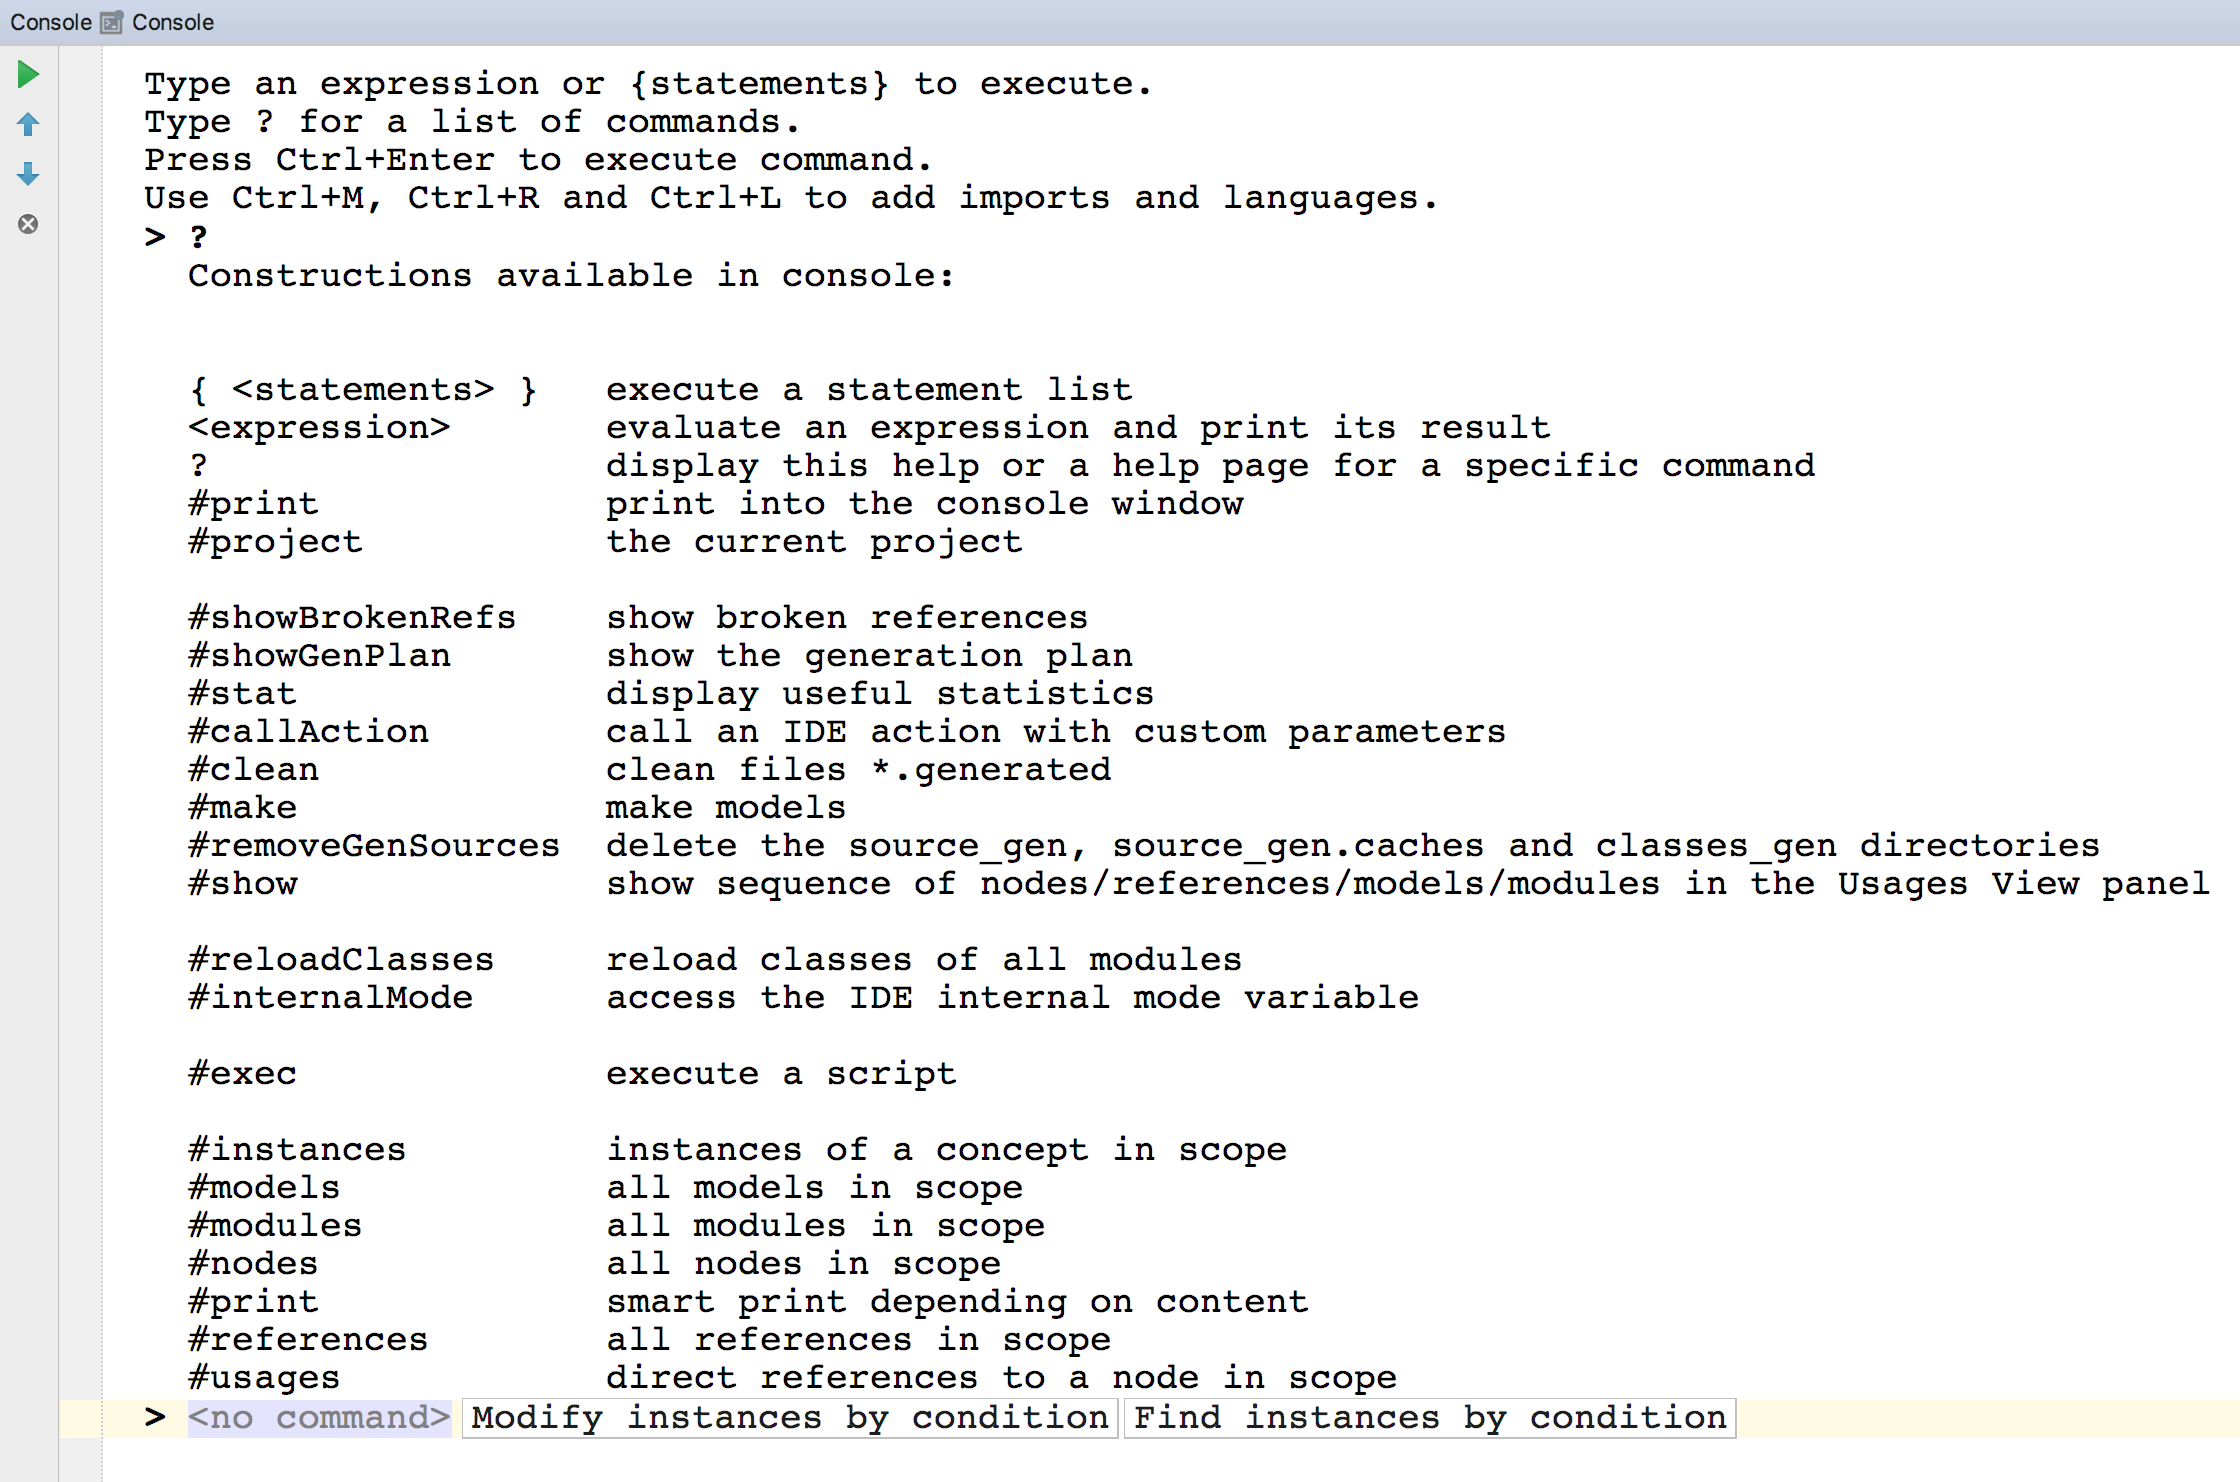 Console Console
Type an expression or {statements} to execute.
Type ? for a list of commands.
Press Ctrl+Enter to execute command.
Use Ctrl+M, Ctrl+R and Ctrl+L to add imports and languages.
> ?
Constructions available in console:
{ <statements> } execute a statement list
<expression> evaluate an expression and print its result
? display this help or a help page for a specific command
#print print into the console window
#project the current project
#showBrokenRefs show broken references
#showGenPlan show the generation plan
#stat display useful statistics
#callAction call an IDE action with custom parameters
#clean clean files *.generated
#make make models
#removeGenSources delete the source_gen, source_gen.caches and classes_gen directories
#show show sequence of nodes/references/models/modules in the Usages View panel
#reloadClasses reload classes of all modules
#internalMode access the IDE internal mode variable
#exec execute a script
#instances instances of a concept in scope
#models all models in scope
#modules all modules in scope
#nodes all nodes in scope
#print smart print depending on content
#references all references in scope
#usages direct references to a node in scope
> <no command> Modify instances by condition Find instances by condition